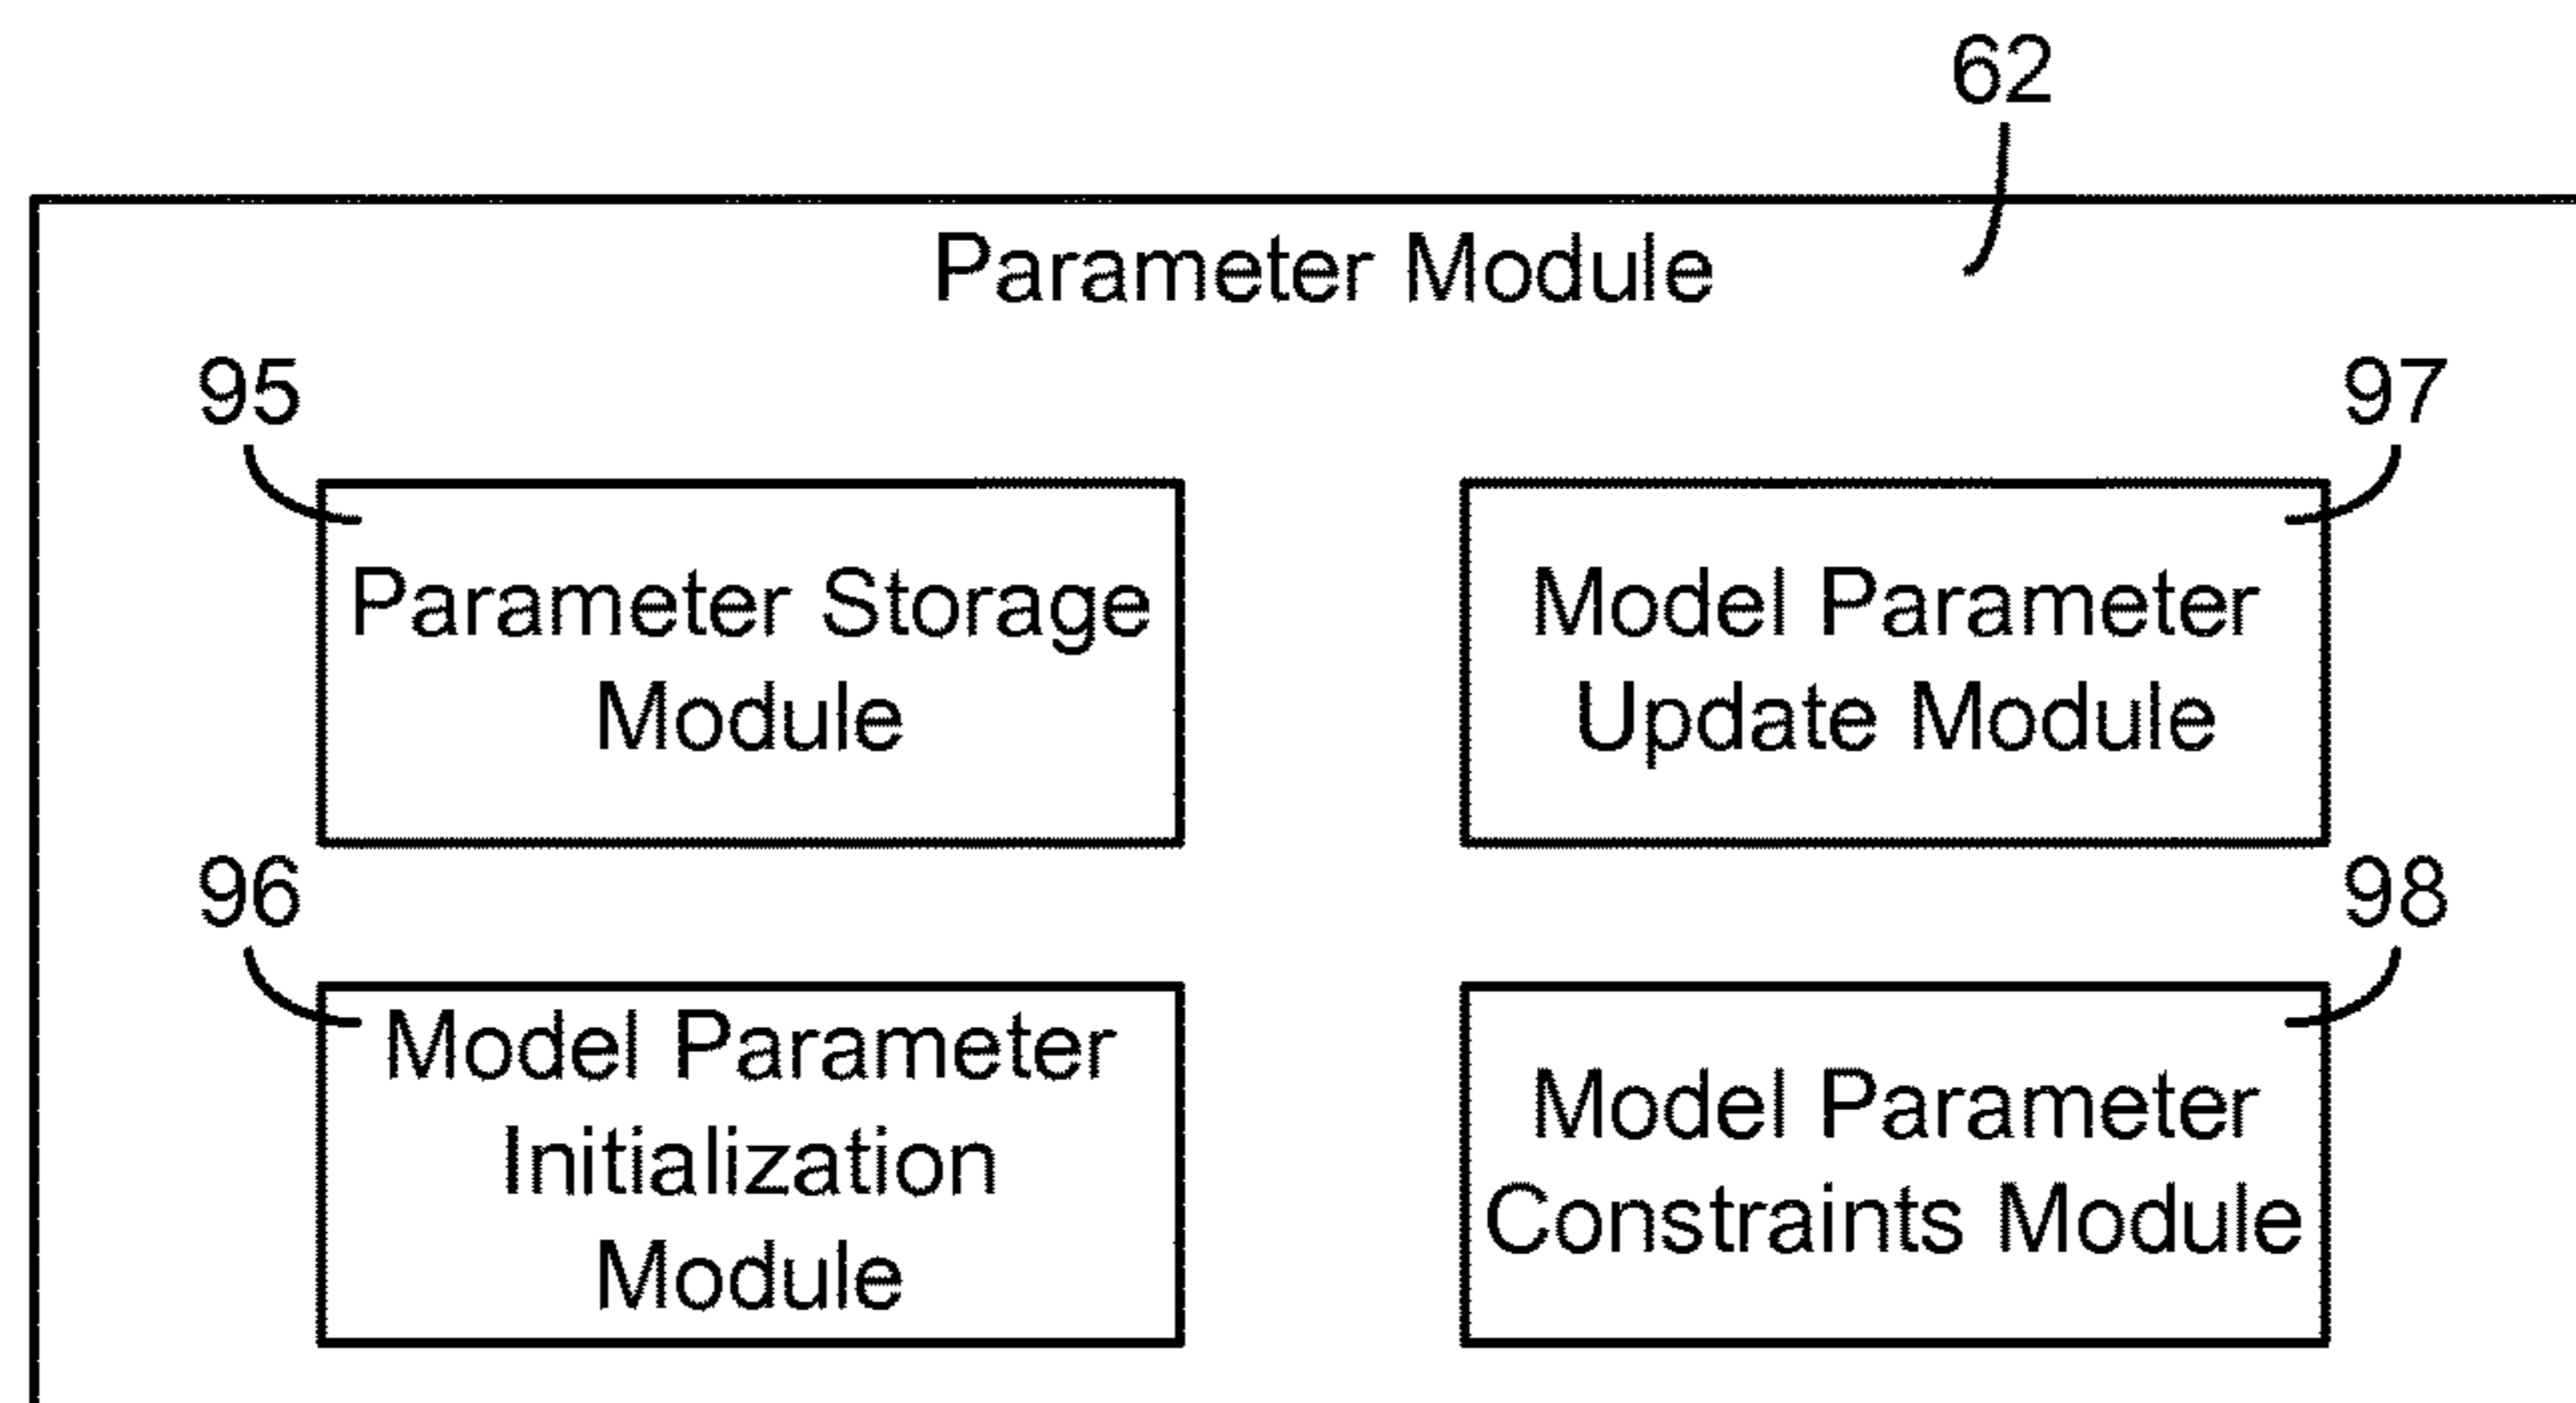 62
Parameter Module
95
97
Parameter Storage
Module
Model Parameter
Update Module
96
98
Model Parameter
Initialization
Module
Model Parameter
Constraints Module